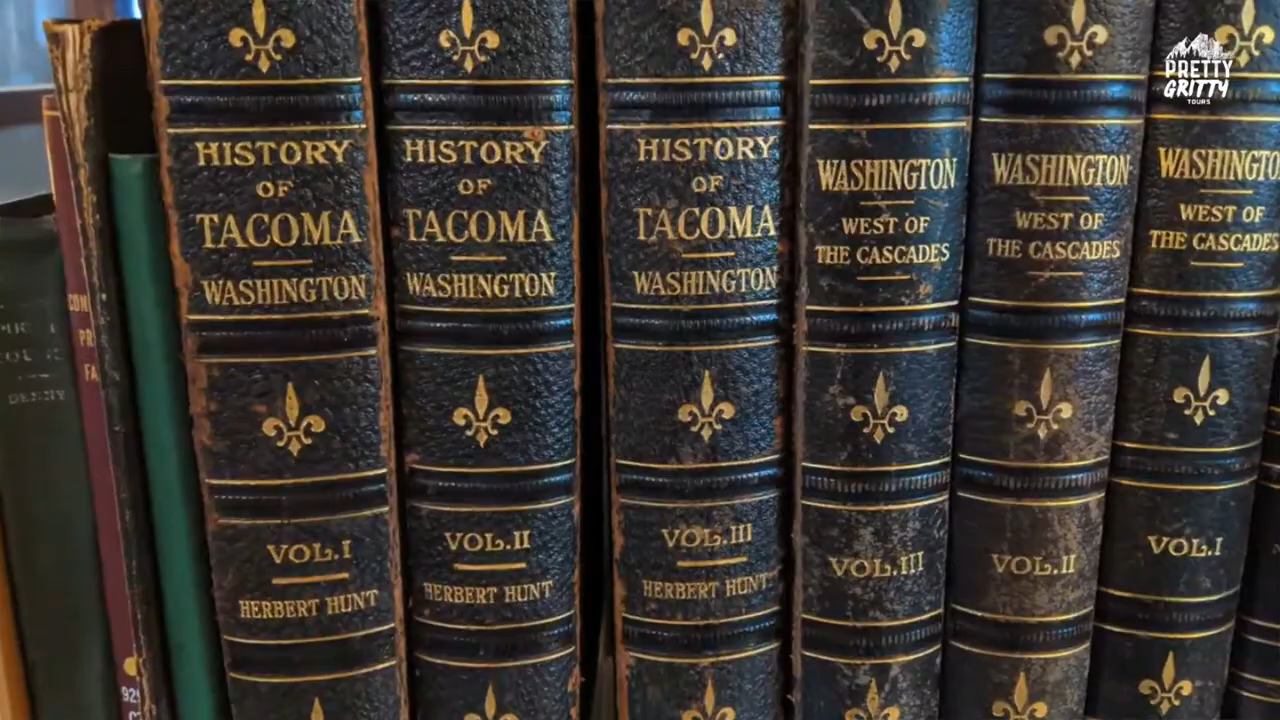 HISTORY
OF
TACOMA
WASHINGTON
VOL.I
HERBERT HUNT
HISTORY
OF
TACOMA
WASHINGTON
VOL.II
HERBERT HUNT
HISTORY
OF
TACOMA
WASHINGTON
VOL.III
HERBERT HUNT
WASHINGTON
WEST OF
THE CASCADES
VOL.III
WASHINGTON
WEST OF
THE CASCADES
VOL.II
WASHINGTO
WEST OF
THE CASCADES
VOL.I
PRETTY
GRITTY
TOURS